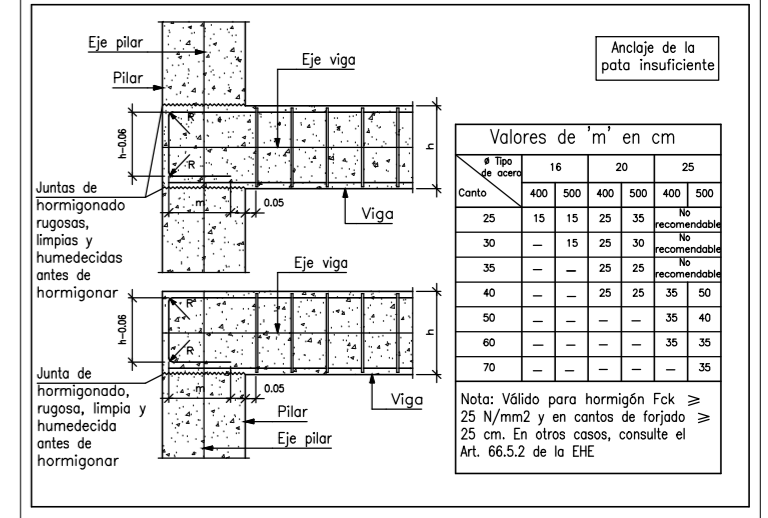 Eje pilar
Pilar
Eje viga
Anclaje de la
pata insuficiente
R
R
h-0.06
h
m
0.05
Viga
Juntas de
hormigonado
rugosas,
limpias y
humedecidas
antes de
hormigonar
Eje viga
R
R
h-0.06
h
m
0.05
Viga
Pilar
Eje pilar
Junta de
hormigonado,
rugosa, limpia y
humedecida
antes de
hormigonar
Valores de 'm' en cm
ø Tipo de acero Canto 16 20 25
400 500 400 500 400 500
25 15 15 25 35 No recomendable
30 — 15 25 30 No recomendable
35 — — 25 25 No recomendable
40 — — 25 25 35 50
50 — — — — 35 40
60 — — — — 35 35
70 — — — — — 35
Nota: Válido para hormigón Fck ≥
25 N/mm2 y en cantos de forjado ≥
25 cm. En otros casos, consulte el
Art. 66.5.2 de la EHE